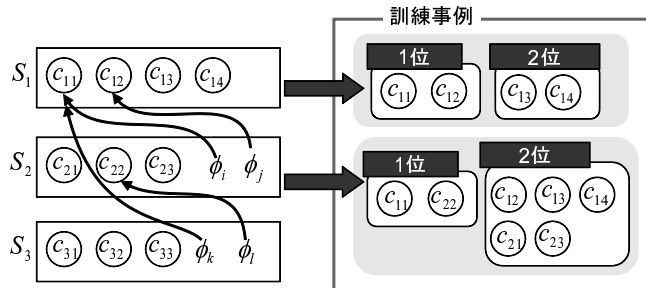 訓練事例
S1 c11 c12 c13 c14
1位 2位
c11 c12 c13 c14
S2 c21 c22 c23 ϕi ϕj
1位 2位
c11 c22 c12 c13 c14
c21 c23
S3 c31 c32 c33 ϕk ϕl